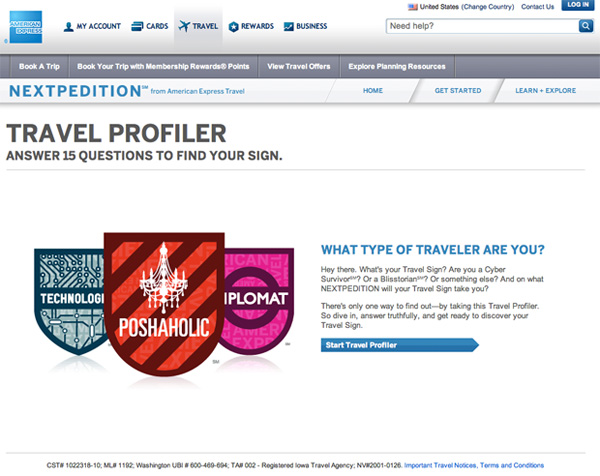 United States (Change Country) Contact Us LOG IN
AMERICAN EXPRESS
MY ACCOUNT CARDS TRAVEL REWARDS BUSINESS
Need help?
Book A Trip Book Your Trip with Membership Rewards® Points View Travel Offers Explore Planning Resources
NEXTPEDITION℠ from American Express Travel HOME GET STARTED LEARN + EXPLORE
TRAVEL PROFILER
ANSWER 15 QUESTIONS TO FIND YOUR SIGN.
TECHNOLOGI
POSHAHOLIC
IPLOMAT
SM
SM
WHAT TYPE OF TRAVELER ARE YOU?
Hey there. What's your Travel Sign? Are you a Cyber
Survivor℠? Or a Blisstorian℠? Or something else? And on what
NEXTPEDITION will your Travel Sign take you?
There's only one way to find out—by taking this Travel Profiler.
So dive in, answer truthfully, and get ready to discover your
Travel Sign.
Start Travel Profiler
CST# 1022318-10; ML# 1192; Washington UBI # 600-469-694; TA# 002 - Registered Iowa Travel Agency; NV#2001-0126. Important Travel Notices, Terms and Conditions